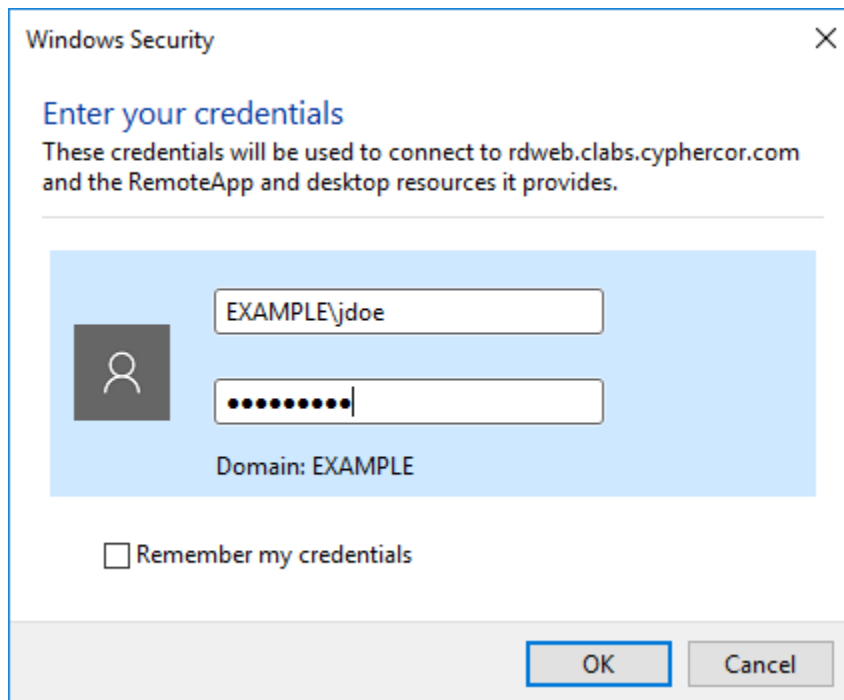 Windows Security
Enter your credentials
These credentials will be used to connect to rdweb.clabs.cyphercor.com
and the RemoteApp and desktop resources it provides.
EXAMPLE\jdoe
●●●●●●●●●
Domain: EXAMPLE
Remember my credentials
OK
Cancel